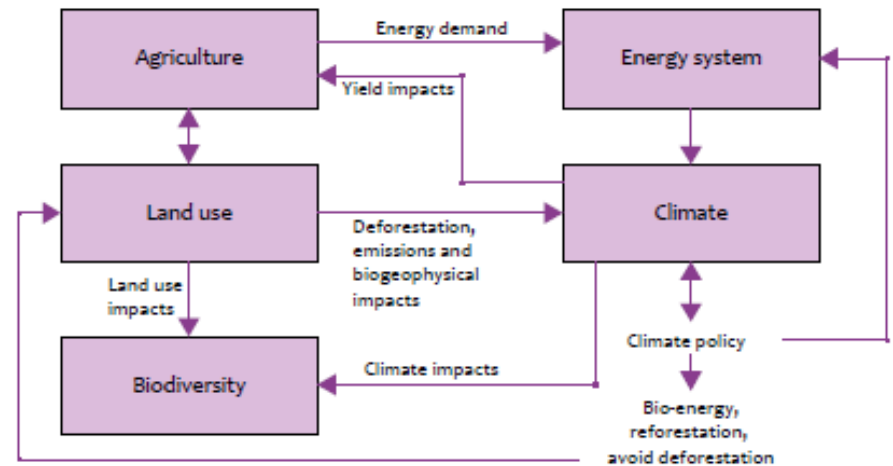 Energy demand
Agriculture
Energy system
Yield impacts
Land use
Climate
Deforestation,
emissions and
biogeophysical
impacts
Land use
impacts
Climate policy
Climate impacts
Biodiversity
Bio-energy,
reforestation,
avoid deforestation